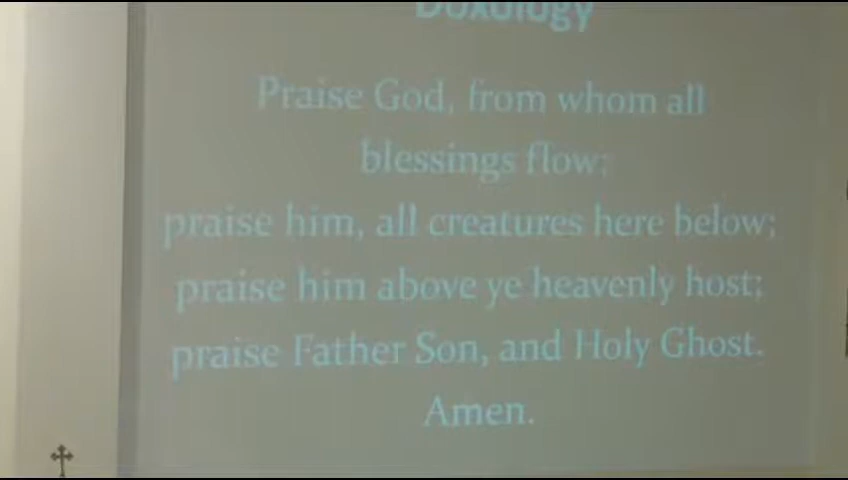 Doxology
Praise God, from whom all
blessings flow;
praise him, all creatures here below;
praise him above ye heavenly host;
praise Father Son, and Holy Ghost.
Amen.